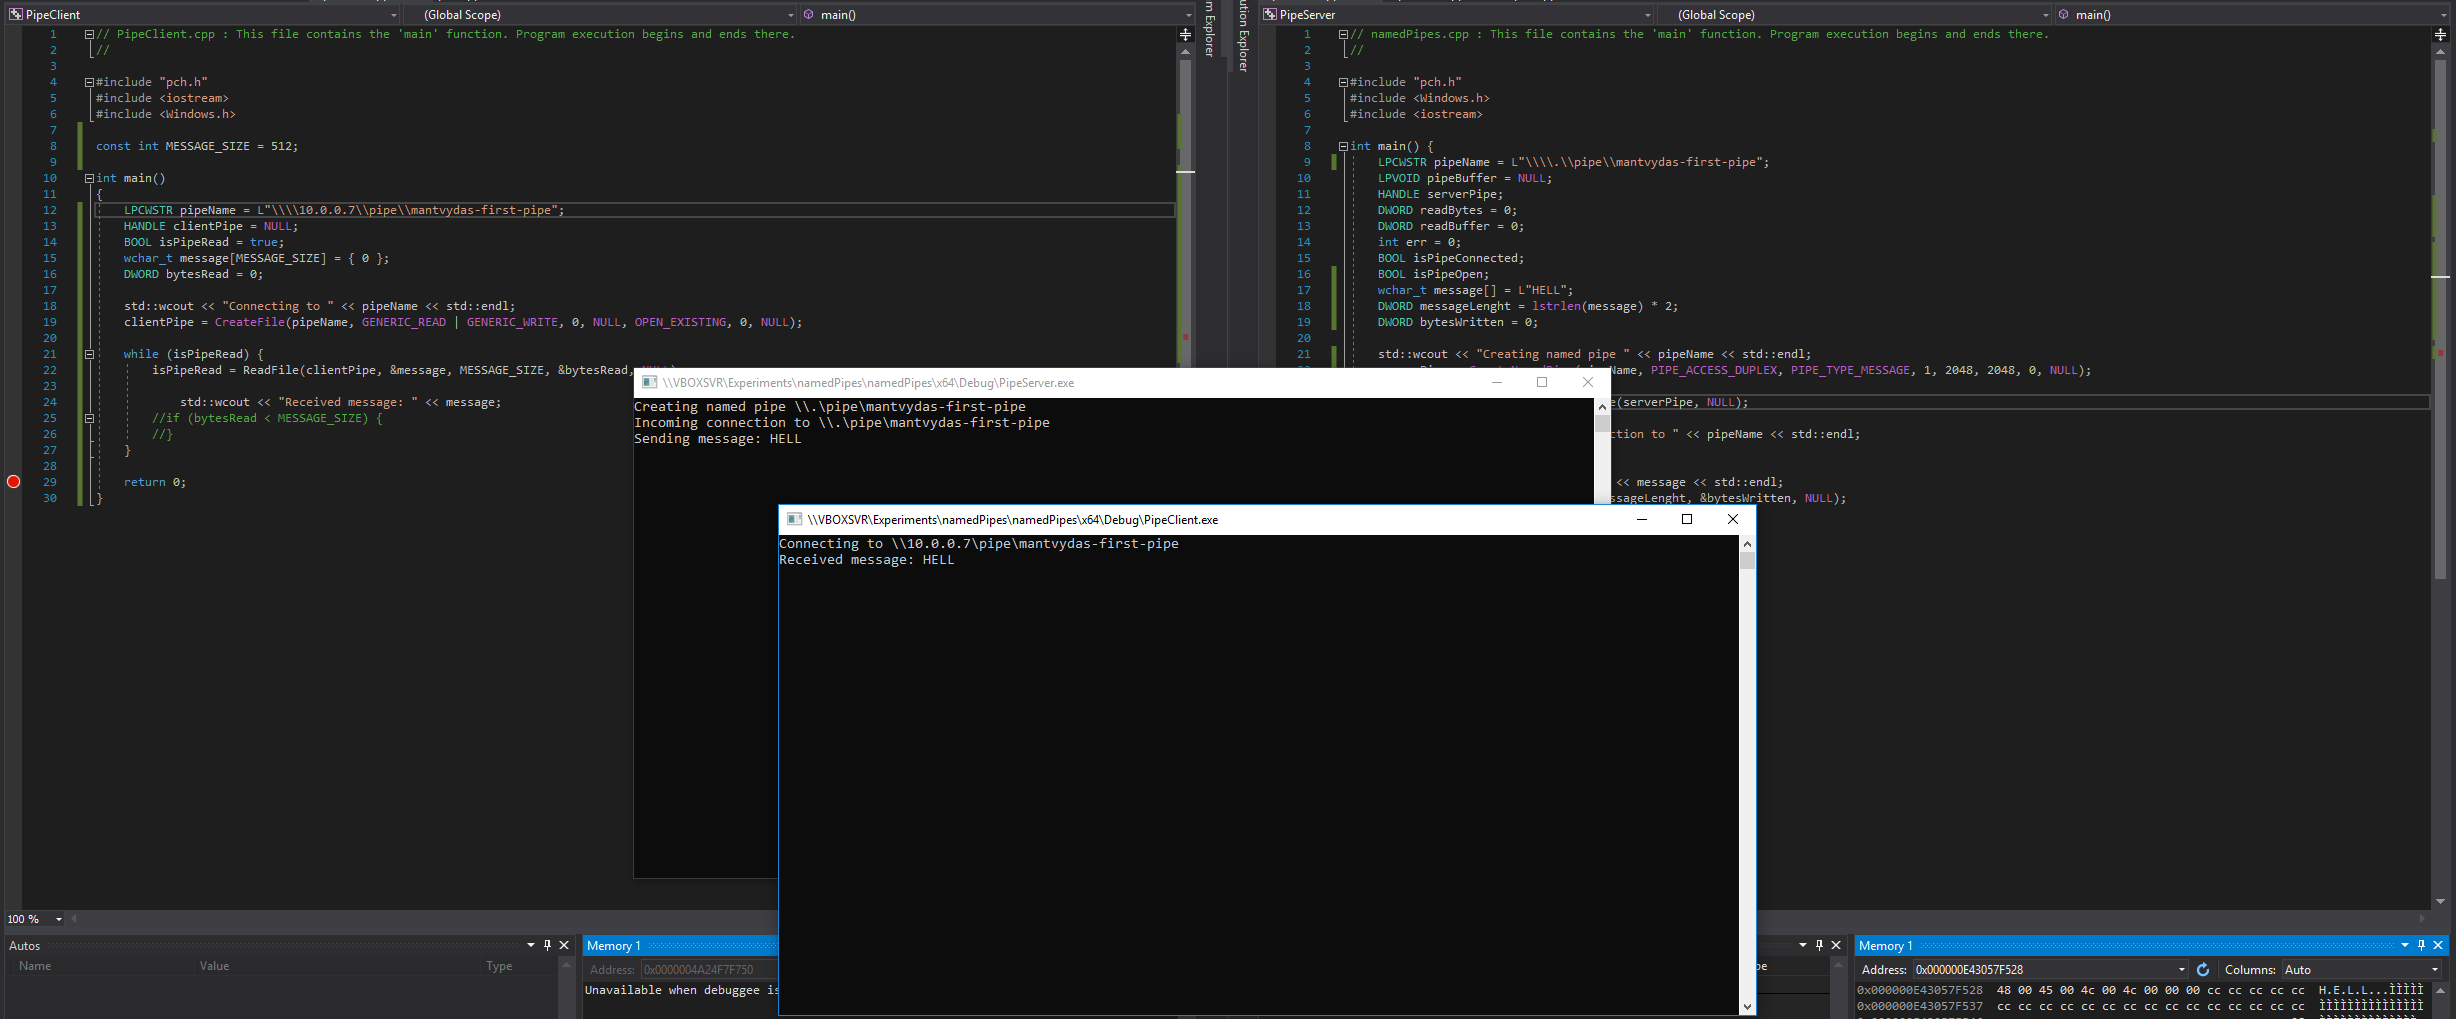 PipeClient
(Global Scope)
main()
1 // PipeClient.cpp : This file contains the 'main' function. Program execution begins and ends there.
2 //
3
4 #include "pch.h"
5 #include <iostream>
6 #include <Windows.h>
7
8 const int MESSAGE_SIZE = 512;
9
10 int main()
11 {
12 LPCWSTR pipeName = L"\\\\10.0.0.7\\pipe\\mantvydas-first-pipe";
13 HANDLE clientPipe = NULL;
14 BOOL isPipeRead = true;
15 wchar_t message[MESSAGE_SIZE] = { 0 };
16 DWORD bytesRead = 0;
17
18 std::wcout << "Connecting to " << pipeName << std::endl;
19 clientPipe = CreateFile(pipeName, GENERIC_READ | GENERIC_WRITE, 0, NULL, OPEN_EXISTING, 0, NULL);
20
21 while (isPipeRead) {
22 isPipeRead = ReadFile(clientPipe, &message, MESSAGE_SIZE, &bytesRead,
23
24 std::wcout << "Received message: " << message;
25 //if (bytesRead < MESSAGE_SIZE) {
26 //}
27 }
28
29 return 0;
30 }
m Explorer
ution Explorer
PipeServer
(Global Scope)
main()
1 // namedPipes.cpp : This file contains the 'main' function. Program execution begins and ends there.
2 //
3
4 #include "pch.h"
5 #include <Windows.h>
6 #include <iostream>
7
8 int main() {
9 LPCWSTR pipeName = L"\\\\.\\pipe\\mantvydas-first-pipe";
10 LPVOID pipeBuffer = NULL;
11 HANDLE serverPipe;
12 DWORD readBytes = 0;
13 DWORD readBuffer = 0;
14 int err = 0;
15 BOOL isPipeConnected;
16 BOOL isPipeOpen;
17 wchar_t message[] = L"HELL";
18 DWORD messageLenght = lstrlen(message) * 2;
19 DWORD bytesWritten = 0;
20
21 std::wcout << "Creating named pipe " << pipeName << std::endl;
Name, PIPE_ACCESS_DUPLEX, PIPE_TYPE_MESSAGE, 1, 2048, 2048, 0, NULL);
e(serverPipe, NULL);
ction to " << pipeName << std::endl;
<< message << std::endl;
ssageLenght, &bytesWritten, NULL);
\\VBOXSVR\Experiments\namedPipes\namedPipes\x64\Debug\PipeServer.exe
Creating named pipe \\.\pipe\mantvydas-first-pipe
Incoming connection to \\.\pipe\mantvydas-first-pipe
Sending message: HELL
\\VBOXSVR\Experiments\namedPipes\namedPipes\x64\Debug\PipeClient.exe
Connecting to \\10.0.0.7\pipe\mantvydas-first-pipe
Received message: HELL
100 %
Autos
Name Value Type
Memory 1
Address: 0x0000004A24F7F750
Unavailable when debuggee is
pe
Memory 1
Address: 0x000000E43057F528 Columns: Auto
0x000000E43057F528 48 00 45 00 4c 00 4c 00 00 00 cc cc cc cc cc H.E.L.L...ÌÌÌÌÌ
0x000000E43057F537 cc cc cc cc cc cc cc cc cc cc cc cc cc cc cc ÌÌÌÌÌÌÌÌÌÌÌÌÌÌÌ